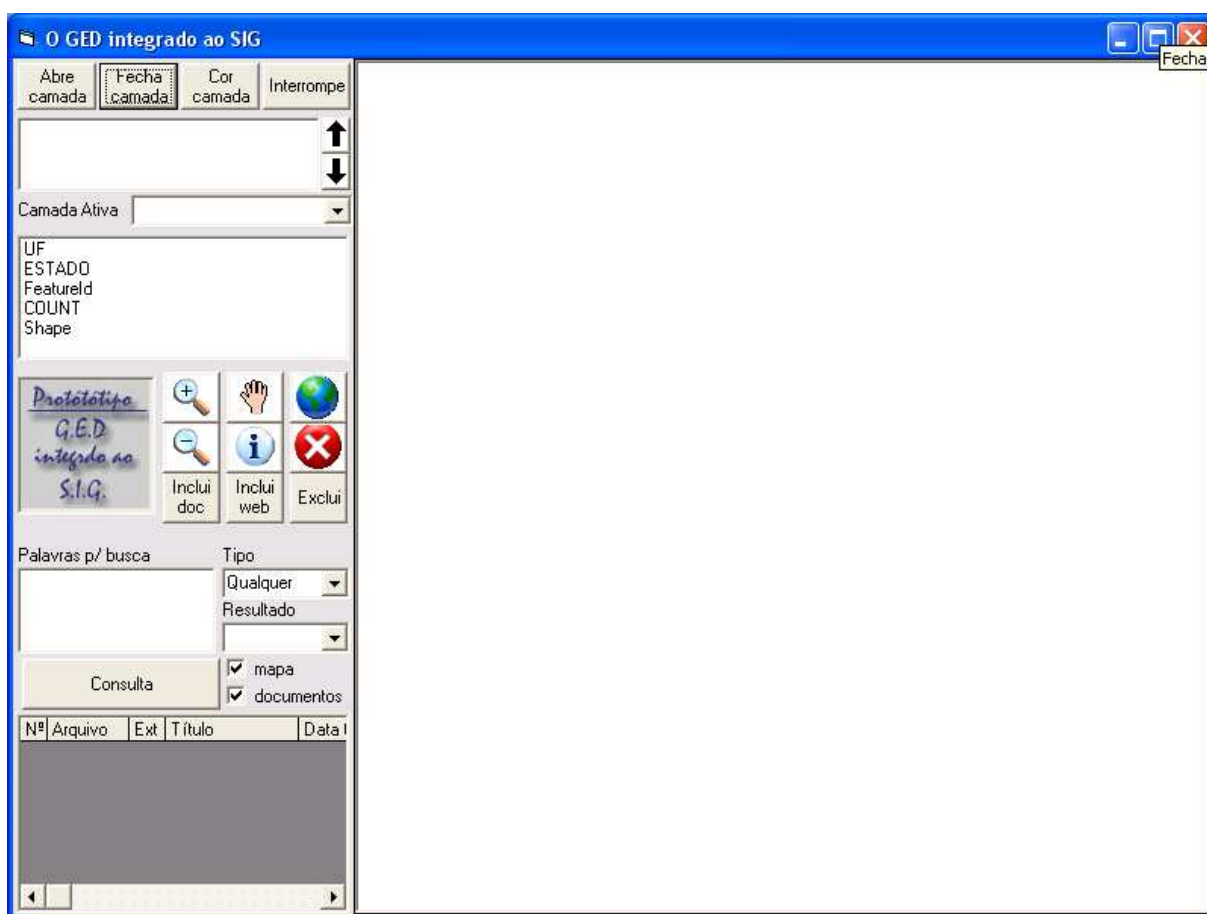 O GED integrado ao SIG
Fecha
Abre
camada
Fecha
camada
Cor
camada
Interrompe
Camada Ativa
UF
ESTADO
FeatureId
COUNT
Shape
Protótótipo
G.E.D
integrdo ao
S.I.G.
Inclui
doc
Inclui
web
Exclui
Palavras p/ busca
Tipo
Qualquer
Resultado
Consulta
mapa
documentos
Nº Arquivo Ext Título Data